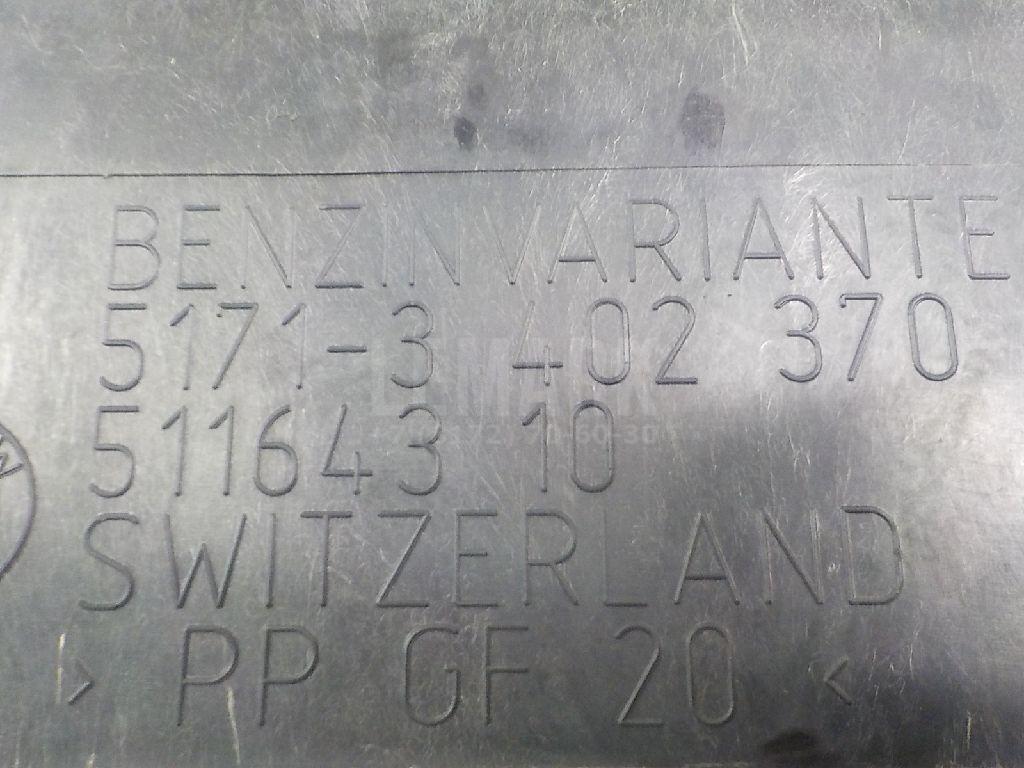 BENZINVARIANTE
5171-3 402 370
511643 10
SWITZERLAND
> PP GF 20 <